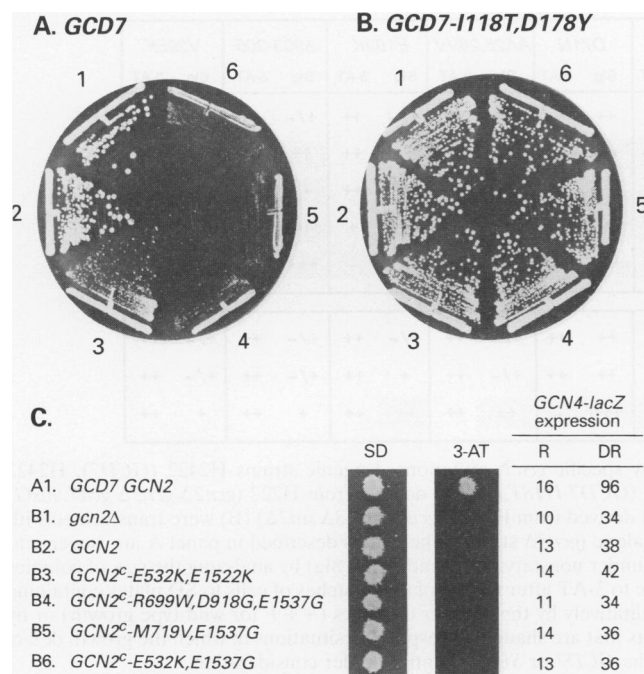 A. GCD7
B. GCD7-I118T,D178Y
1
6
2
5
3
4
1
6
2
5
3
4
C.
GCN4-lacZ
expression
SD 3-AT R DR
A1. GCD7 GCN2 16 96
B1. gcn2Δ 10 34
B2. GCN2 13 38
B3. GCN2c-E532K,E1522K 13 36
B4. GCN2c-R699W,D918G,E1537G 11 34
B5. GCN2c-M719V,E1537G 14 36
B6. GCN2c-E532K,E1537G 13 36